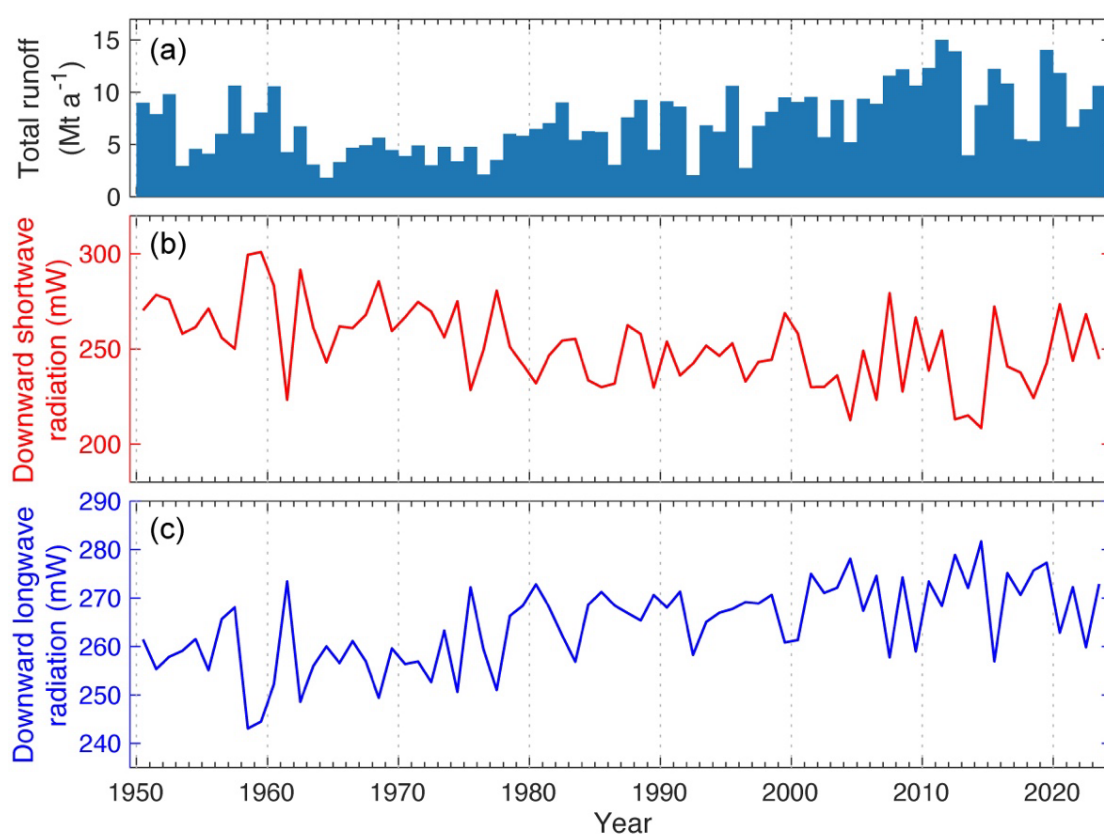 Total runoff
(Mt a⁻¹)
(a)
15
10
5
0
Downward shortwave
radiation (mW)
(b)
300
250
200
Downward longwave
radiation (mW)
(c)
290
280
270
260
250
240
1950 1960 1970 1980 1990 2000 2010 2020
Year